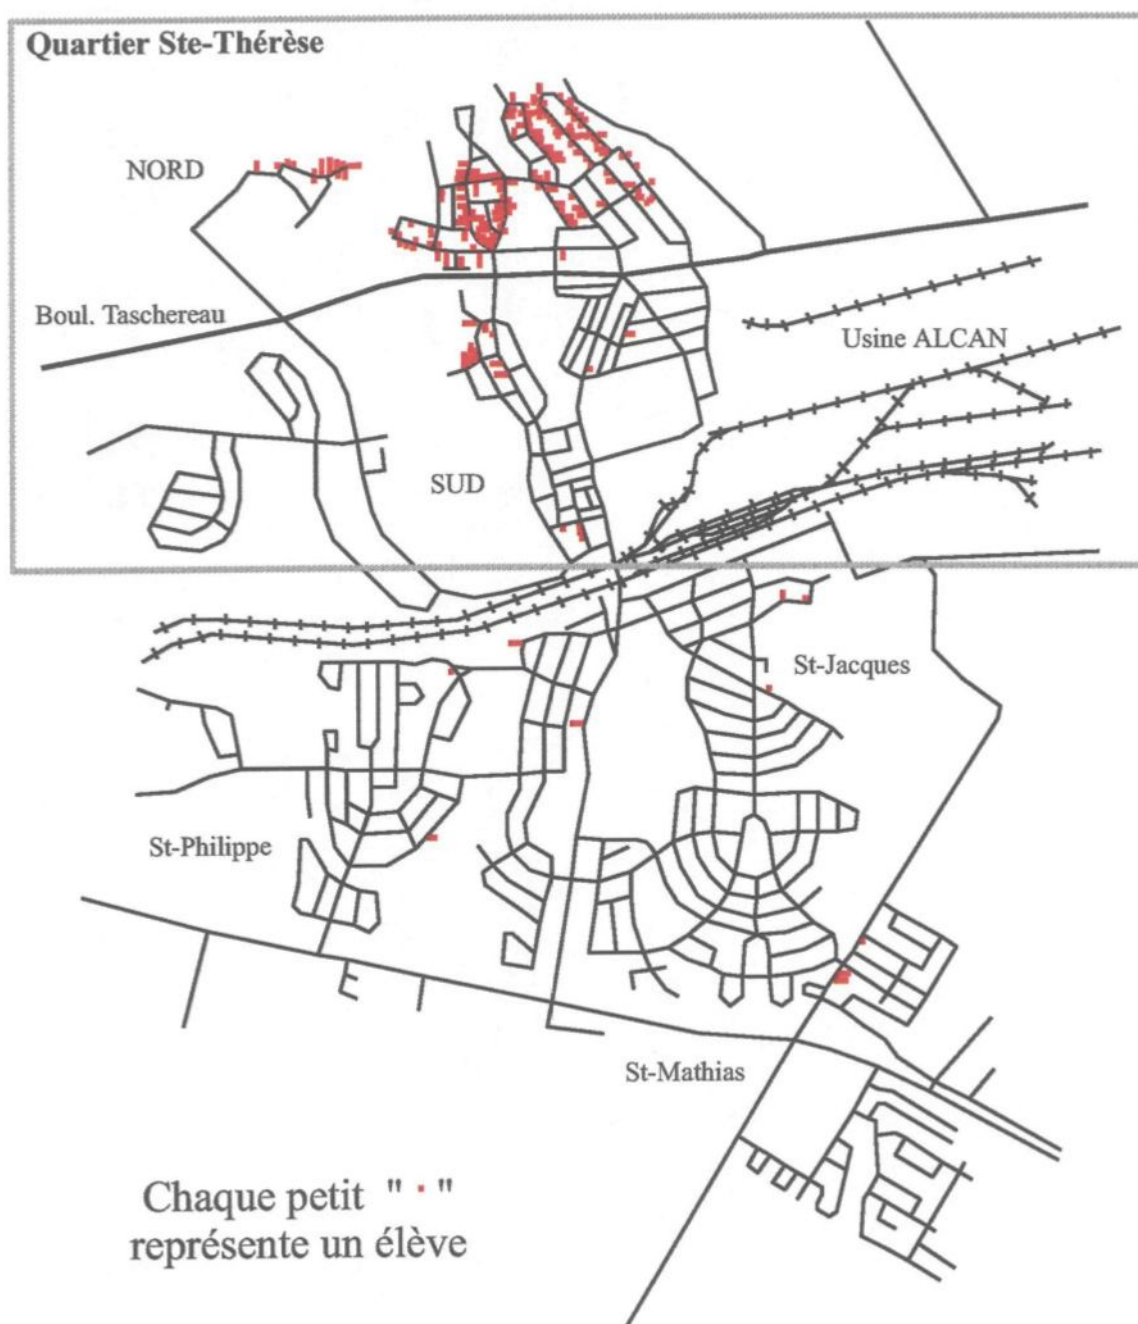 Quartier Ste-Thérèse
NORD
Boul. Taschereau
Usine ALCAN
SUD
St-Jacques
St-Philippe
St-Mathias
Chaque petit " · "
représente un élève